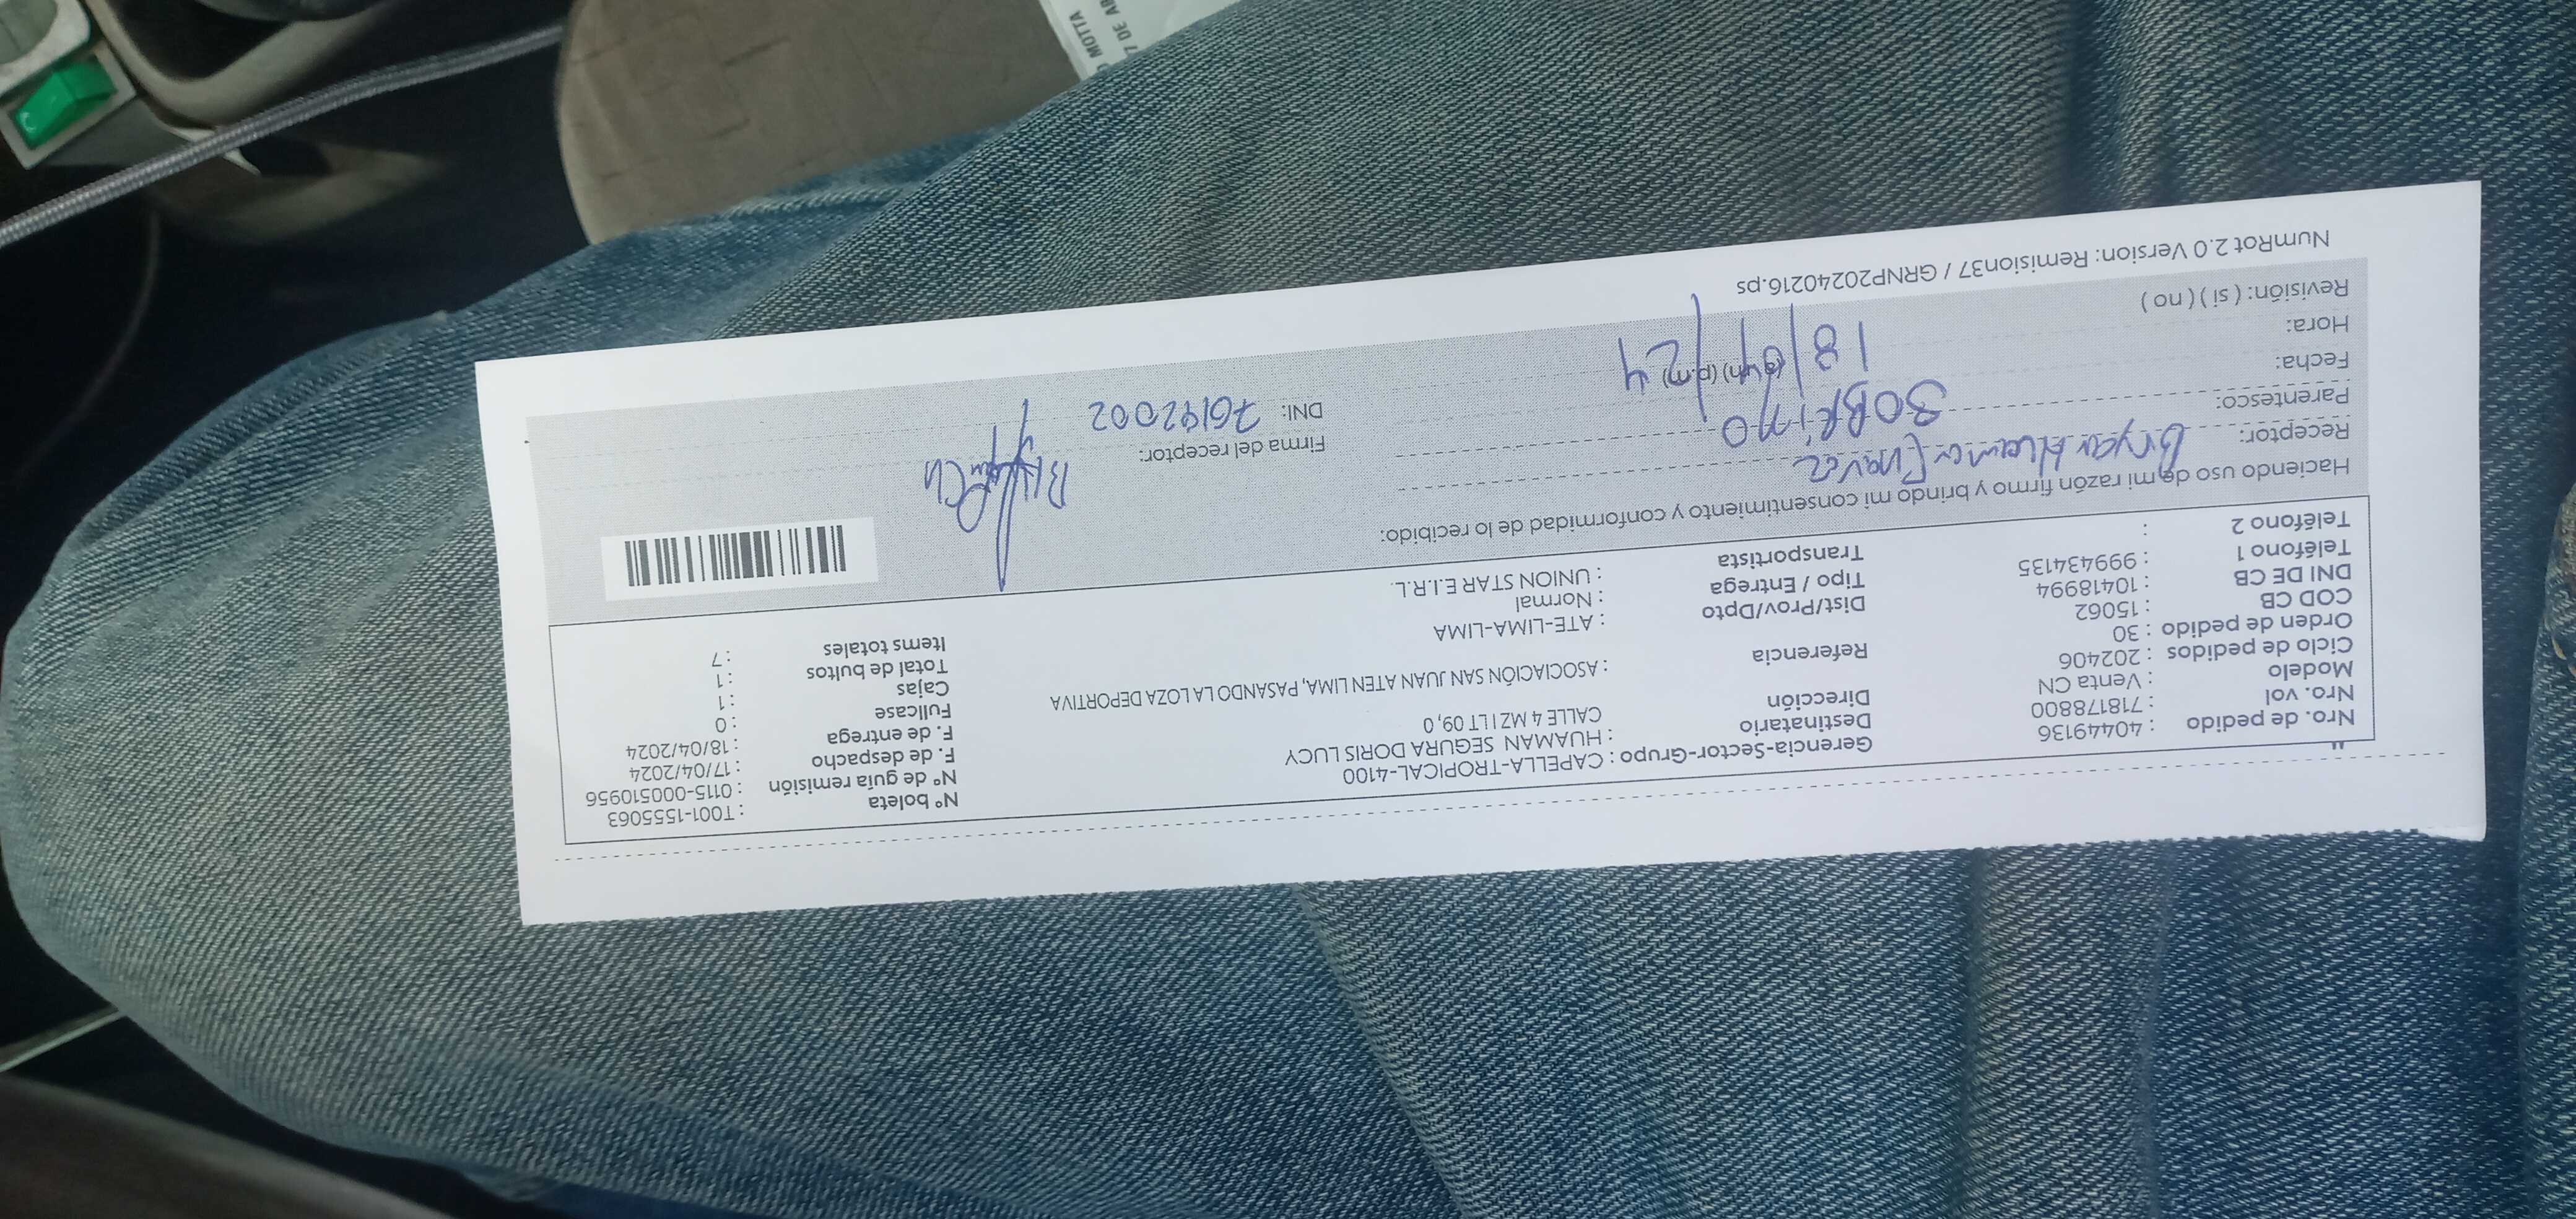 Nro. de pedido : 40449136
Nro. vol : 718178800
Modelo : Venta CN
Ciclo de pedidos : 202406
Orden de pedido : 30
COD CB : 15062
DNI DE CB : 10418994
Teléfono 1 : 999434135
Teléfono 2 :
Gerencia-Sector-Grupo : CAPELLA-TROPICAL-4100
Destinatario : HUAMAN SEGURA DORIS LUCY
Dirección CALLE 4 MZ I LT 09, 0
: ASOCIACIÓN SAN JUAN ATEN LIMA, PASANDO LA LOZA DEPORTIVA
Referencia
Dist/Prov/Dpto : ATE-LIMA-LIMA
Tipo / Entrega : Normal
Transportista : UNION STAR E.I.R.L.
N° boleta : T001-1555063
N° de guía remisión : 0115-000510956
F. de despacho : 17/04/2024
F. de entrega : 18/04/2024
Fullcase : 0
Cajas : 1
Total de bultos : 1
Items totales : 7
Haciendo uso de mi razón firmo y brindo mi consentimiento y conformidad de lo recibido:
Receptor: Bryan Huaman
Parentesco: SOBRINO
Fecha: 18/04/24
Hora: (a.m) (p.m)
Revisión: ( si ) ( no )
Firma del receptor:
DNI: 76192002
NumRot 2.0 Version: Remision37 / GRNP20240216.ps
MOTTA
7 DE AB